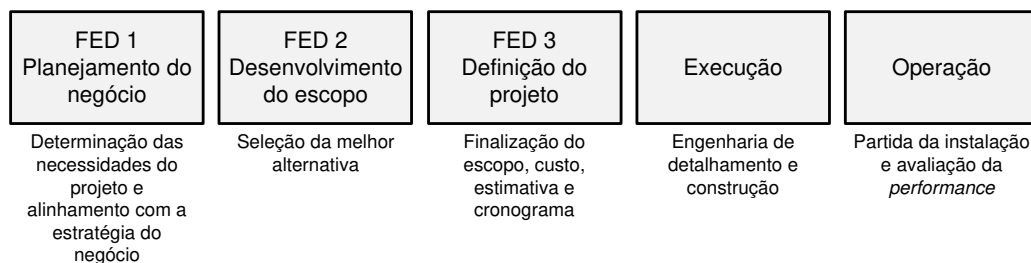 FED 1
Planejamento do
negócio
FED 2
Desenvolvimento
do escopo
FED 3
Definição do
projeto
Execução
Operação
Determinação das
necessidades do
projeto e
alinhamento com a
estratégia do
negócio
Seleção da melhor
alternativa
Finalização do
escopo, custo,
estimativa e
cronograma
Engenharia de
detalhamento e
construção
Partida da instalação
e avaliação da
performance